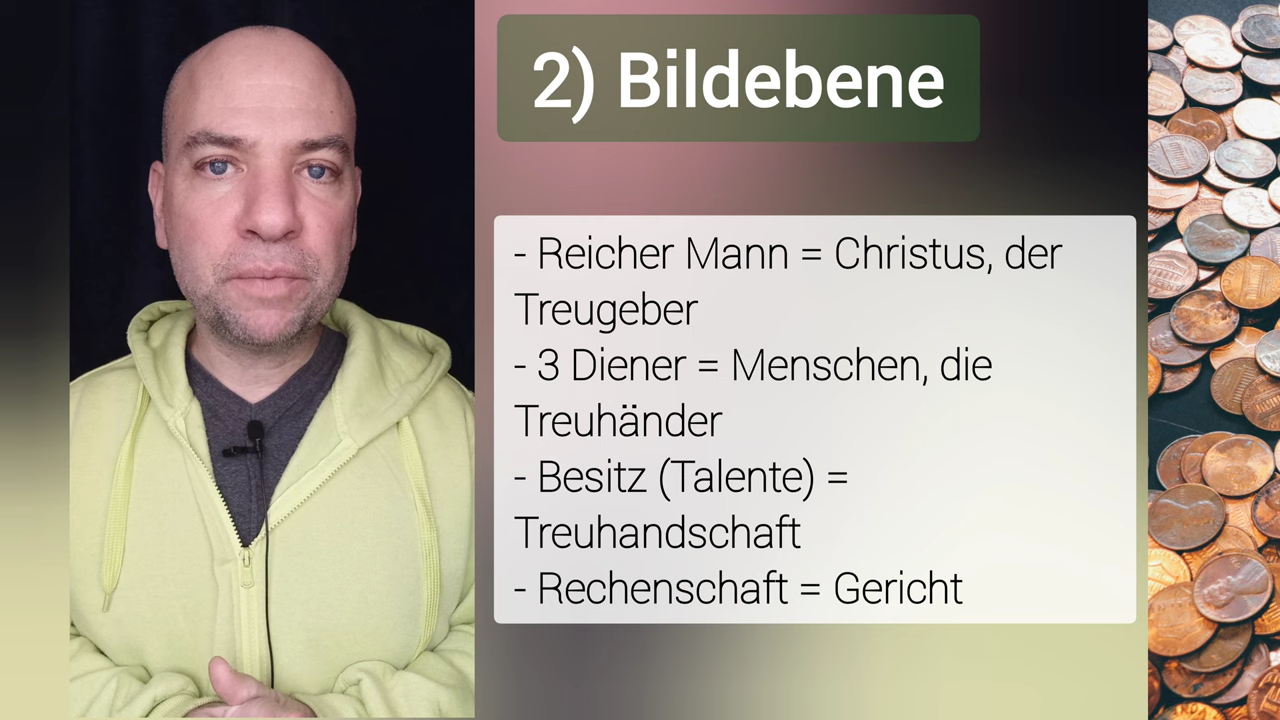 2) Bildebene
- Reicher Mann = Christus, der
Treugeber
- 3 Diener = Menschen, die
Treuhänder
- Besitz (Talente) =
Treuhandschaft
- Rechenschaft = Gericht